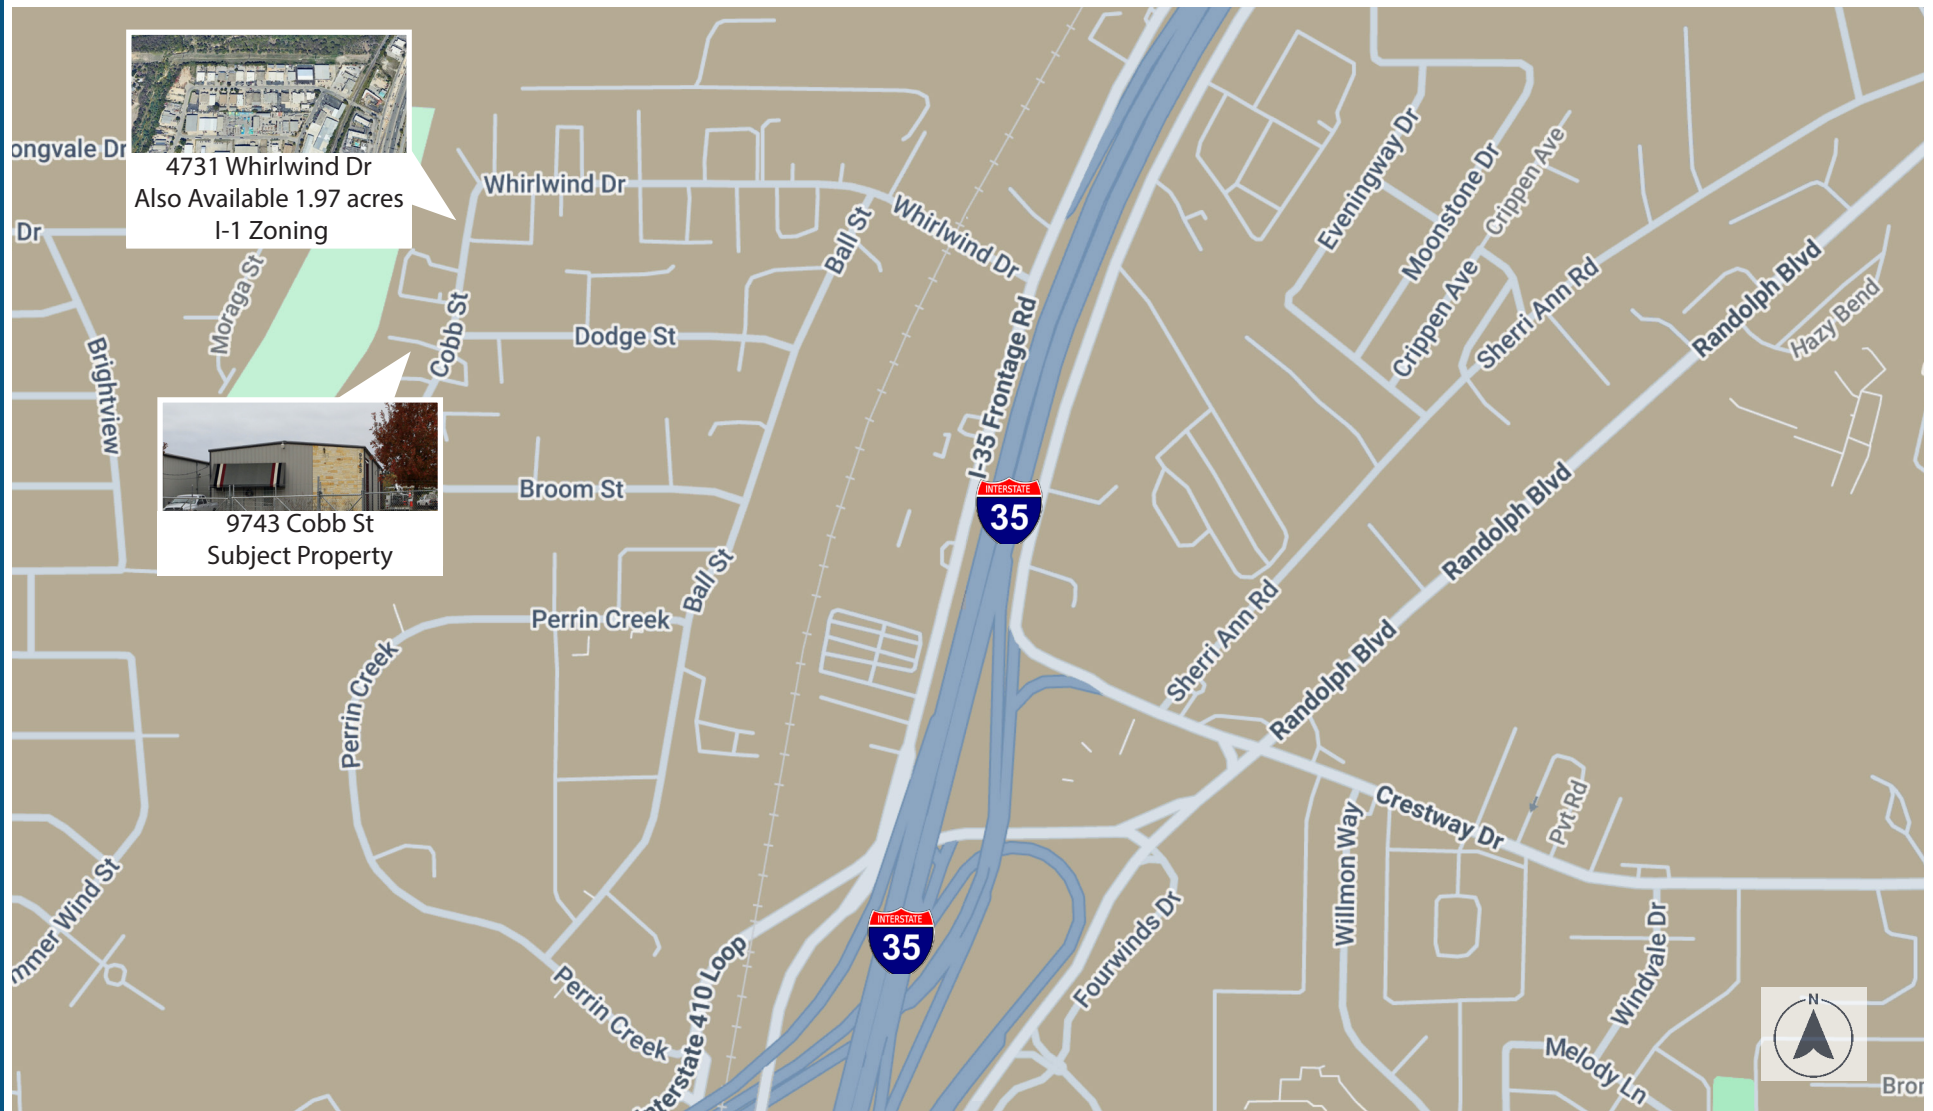 4731 Whirlwind Dr
Also Available 1.97 acres
I-1 Zoning
9743 Cobb St
Subject Property
ongvale Dr
Dr
Moraga St
Brightview
Whirlwind Dr
Whirlwind Dr
Ball St
Cobb St
Dodge St
Broom St
Ball St
Perrin Creek
Perrin Creek
Perrin Creek
mmer Wind St
I-35 Frontage Rd
INTERSTATE
35
INTERSTATE
35
Interstate 410 Loop
Eveningway Dr
Moonstone Dr
Crippen Ave
Crippen Ave
Sherri Ann Rd
Sherri Ann Rd
Randolph Blvd
Randolph Blvd
Randolph Blvd
Hazy Bend
Crestway Dr
Pvt Rd
Willmon Way
Fourwinds Dr
Windvale Dr
Melody Ln
N
Bror